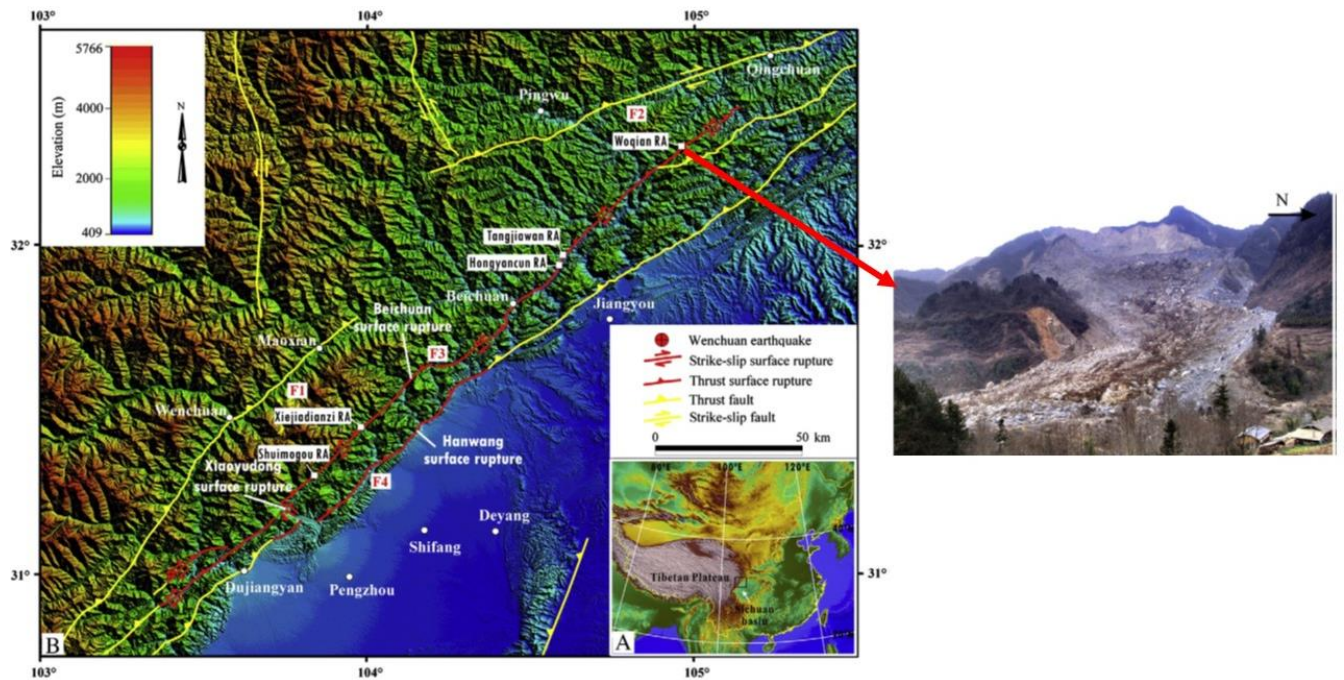 103°
104°
105°
5766
4000
2000
409
Elevation (m)
N
Qingchuan
Pingwu
F2
Woqian RA
32°
32°
Tangjiawan RA
Hongyancun RA
Beichuan
Jiangyou
Beichuan
surface rupture
Maoxian
F3
F1
Wenchuan
Xiejiadianzi RA
Hanwang
surface rupture
Shuimogou RA
Xiaoyudong
surface rupture
F4
Deyang
Shifang
31°
Dujiangyan
Pengzhou
B
103°
104°
105°
Wenchuan earthquake
Strike-slip surface rupture
Thrust surface rupture
Thrust fault
Strike-slip fault
0
50 km
100°E
120°E
Tibetan Plateau
Sichuan
basin
A
N